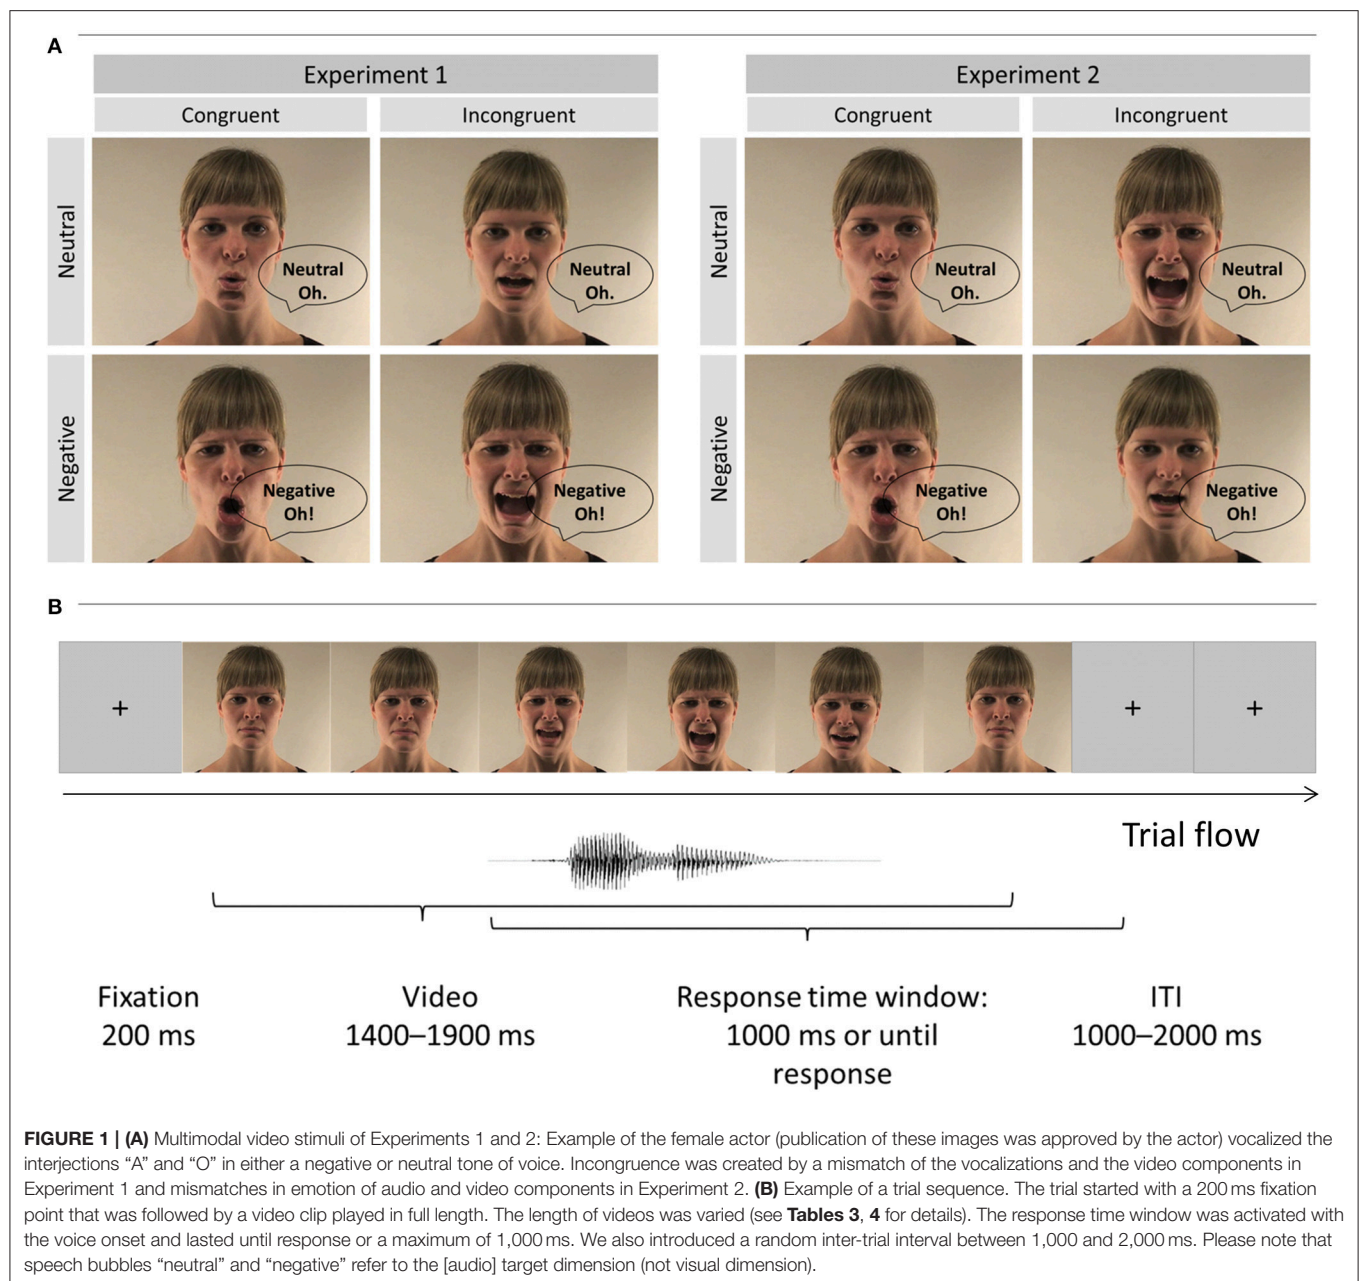 A
Experiment 1
Experiment 2
Congruent
Incongruent
Congruent
Incongruent
Neutral
Neutral
Oh.
Neutral
Oh.
Neutral
Neutral
Oh.
Neutral
Oh.
Negative
Negative
Oh!
Negative
Oh!
Negative
Negative
Oh!
Negative
Oh!
B
+
+
+
Trial flow
Fixation
200 ms
Video
1400–1900 ms
Response time window:
1000 ms or until
response
ITI
1000–2000 ms
FIGURE 1 | (A) Multimodal video stimuli of Experiments 1 and 2: Example of the female actor (publication of these images was approved by the actor) vocalized the
interjections “A” and “O” in either a negative or neutral tone of voice. Incongruence was created by a mismatch of the vocalizations and the video components in
Experiment 1 and mismatches in emotion of audio and video components in Experiment 2. (B) Example of a trial sequence. The trial started with a 200 ms fixation
point that was followed by a video clip played in full length. The length of videos was varied (see Tables 3, 4 for details). The response time window was activated with
the voice onset and lasted until response or a maximum of 1,000 ms. We also introduced a random inter-trial interval between 1,000 and 2,000 ms. Please note that
speech bubbles “neutral” and “negative” refer to the [audio] target dimension (not visual dimension).